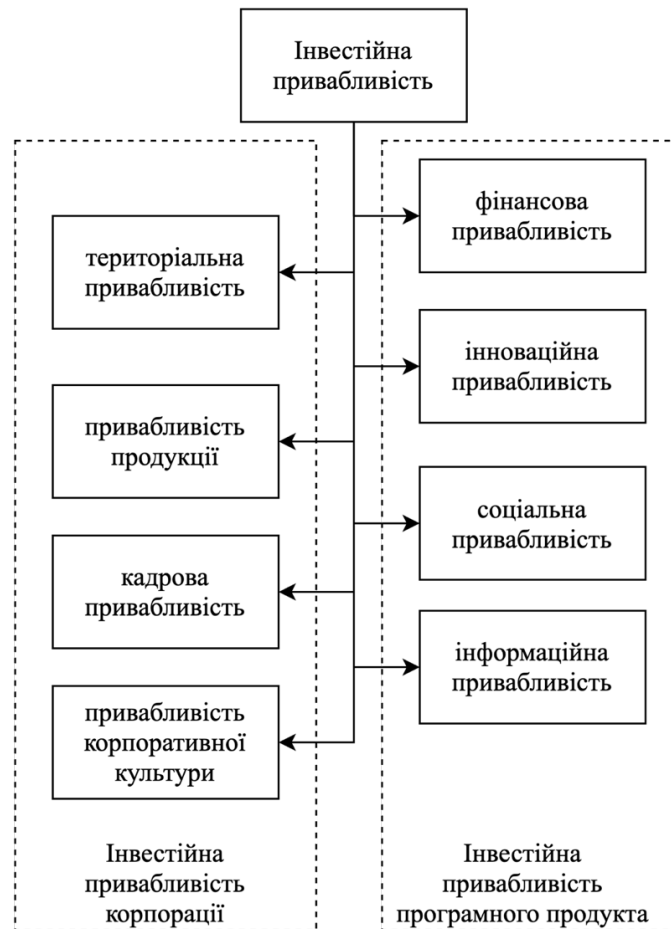 Інвестійна
привабливість
територіальна
привабливість
привабливість
продукції
кадрова
привабливість
привабливість
корпоративної
культури
Інвестійна
привабливість
корпорації
фінансова
привабливість
інноваційна
привабливість
соціальна
привабливість
інформаційна
привабливість
Інвестійна
привабливість
програмного продукта